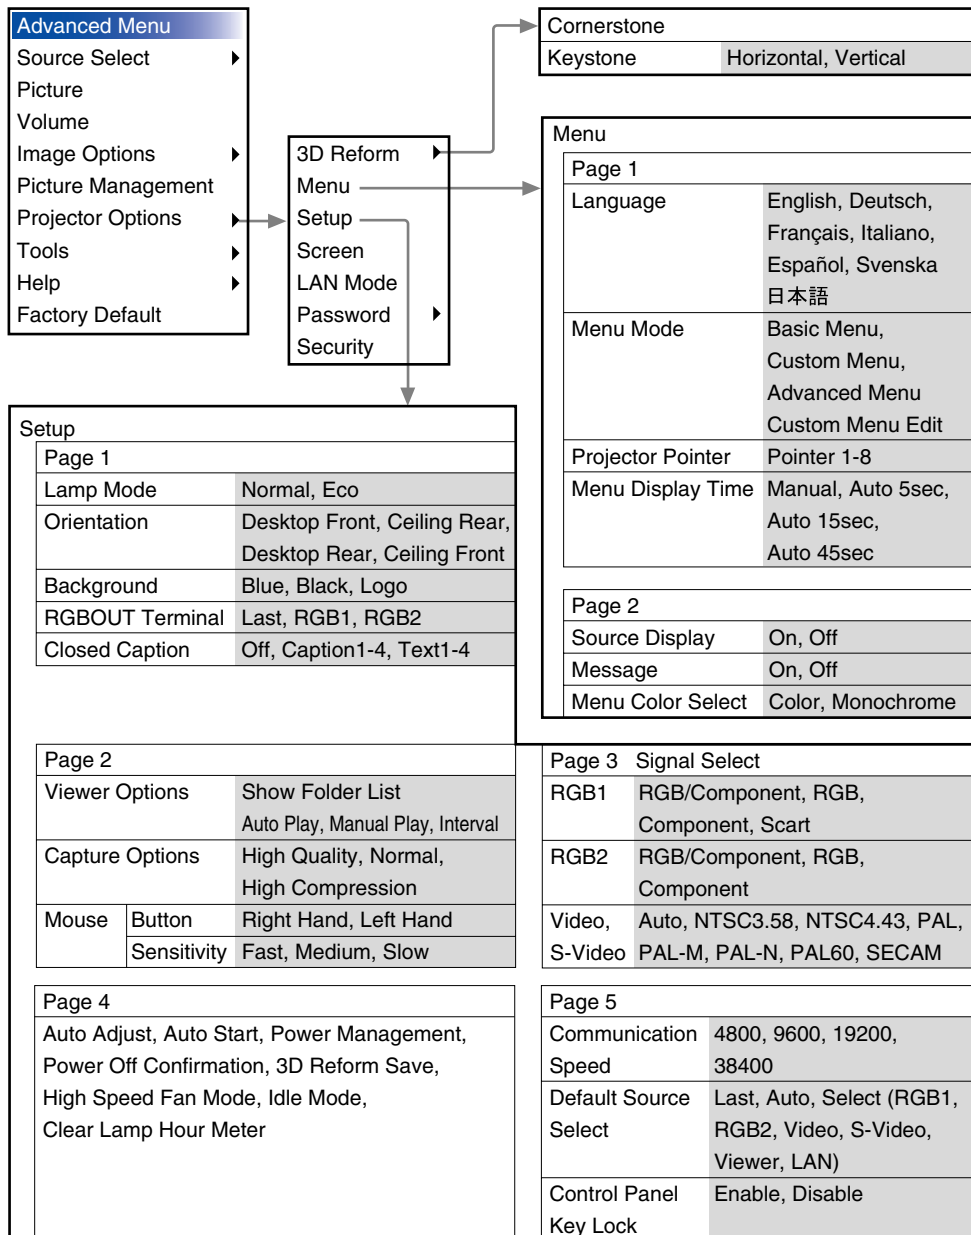 Advanced Menu
Source Select
Picture
Volume
Image Options
Picture Management
Projector Options
Tools
Help
Factory Default
3D Reform
Menu
Setup
Screen
LAN Mode
Password
Security
Cornerstone
Keystone Horizontal, Vertical
Menu
Page 1
Language English, Deutsch,
Français, Italiano,
Español, Svenska
日本語
Menu Mode Basic Menu,
Custom Menu,
Advanced Menu
Custom Menu Edit
Projector Pointer Pointer 1-8
Menu Display Time Manual, Auto 5sec,
Auto 15sec,
Auto 45sec
Page 2
Source Display On, Off
Message On, Off
Menu Color Select Color, Monochrome
Setup
Page 1
Lamp Mode Normal, Eco
Orientation Desktop Front, Ceiling Rear,
Desktop Rear, Ceiling Front
Background Blue, Black, Logo
RGBOUT Terminal Last, RGB1, RGB2
Closed Caption Off, Caption1-4, Text1-4
Page 2
Viewer Options Show Folder List
Auto Play, Manual Play, Interval
Capture Options High Quality, Normal,
High Compression
Mouse Button Right Hand, Left Hand
Sensitivity Fast, Medium, Slow
Page 3 Signal Select
RGB1 RGB/Component, RGB,
Component, Scart
RGB2 RGB/Component, RGB,
Component
Video, Auto, NTSC3.58, NTSC4.43, PAL,
S-Video PAL-M, PAL-N, PAL60, SECAM
Page 4
Auto Adjust, Auto Start, Power Management,
Power Off Confirmation, 3D Reform Save,
High Speed Fan Mode, Idle Mode,
Clear Lamp Hour Meter
Page 5
Communication 4800, 9600, 19200,
Speed 38400
Default Source Last, Auto, Select (RGB1,
Select RGB2, Video, S-Video,
Viewer, LAN)
Control Panel Enable, Disable
Key Lock